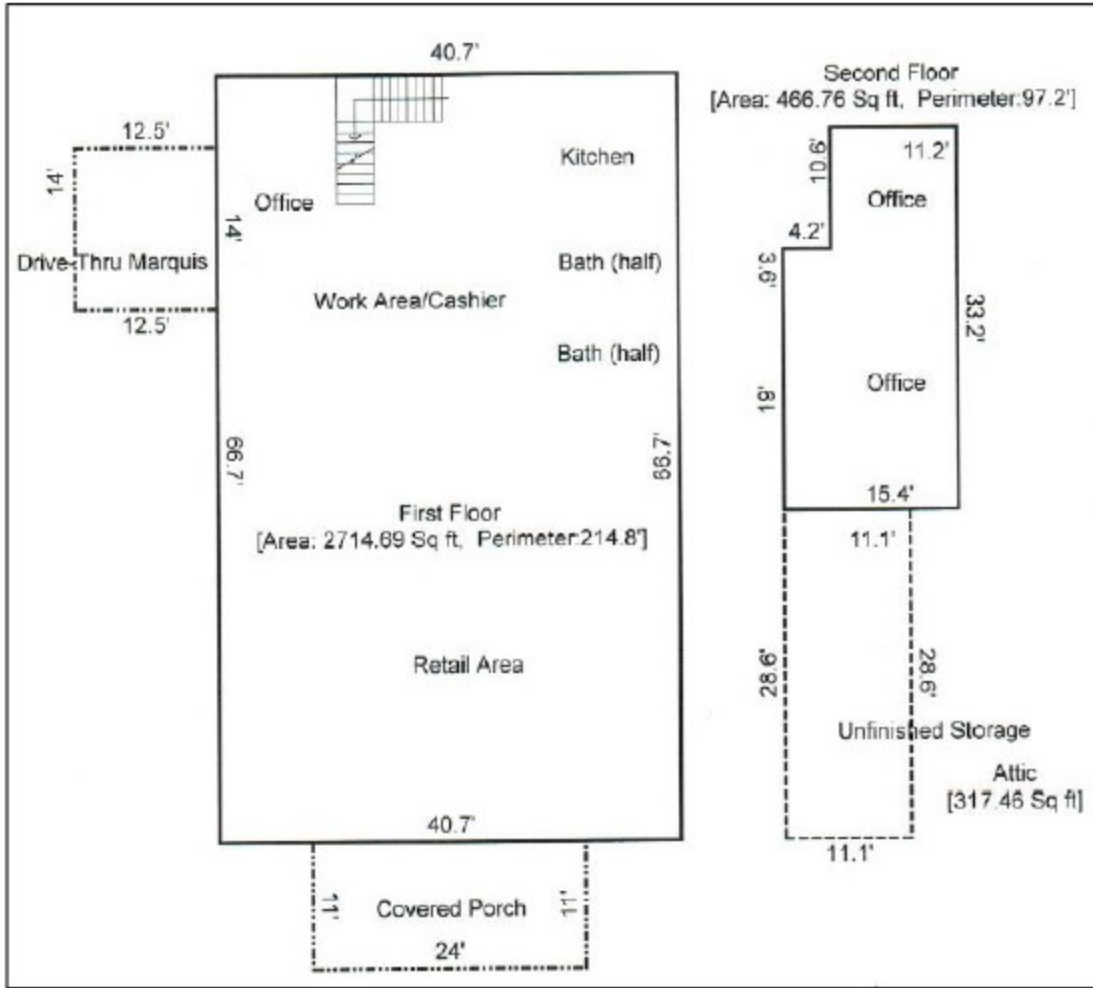 40.7'
Second Floor
[Area: 466.76 Sq ft, Perimeter:97.2']
12.5'
11.2'
10.6'
Kitchen
14'
Office
Office
14'
4.2'
Drive-Thru Marquis
Bath (half)
3.6'
Work Area/Cashier
33.2'
12.5'
Bath (half)
Office
66.7'
66.7'
15.4'
First Floor
[Area: 2714.69 Sq ft, Perimeter:214.8']
11.1'
Retail Area
28.6'
28.6'
Unfinished Storage
Attic
[317.46 Sq ft]
40.7'
11.1'
11'
Covered Porch
11'
24'